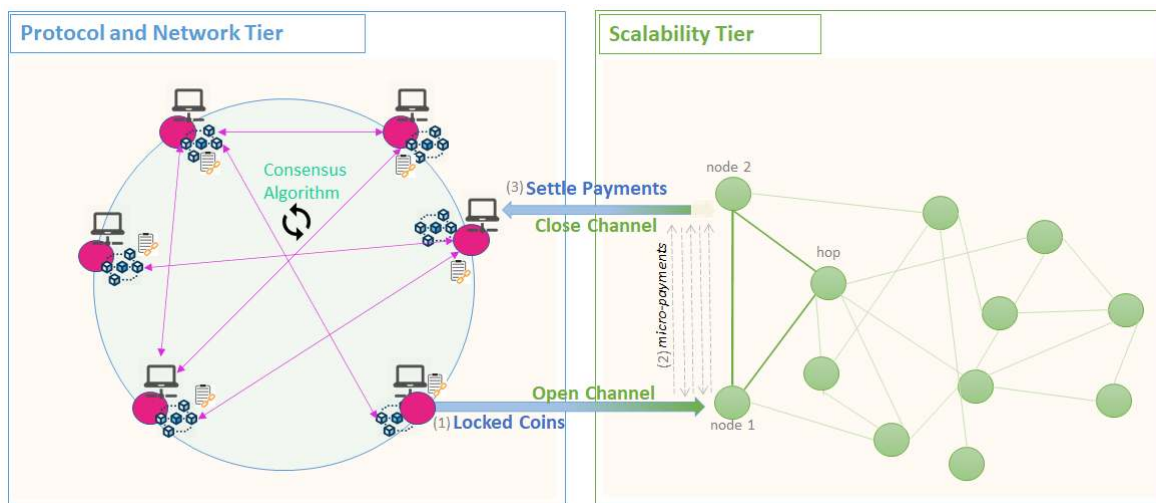 Protocol and Network Tier
Scalability Tier
Consensus
Algorithm
node 2
(3) Settle Payments
Close Channel
hop
(2) micro-payments
Open Channel
(1) Locked Coins
node 1